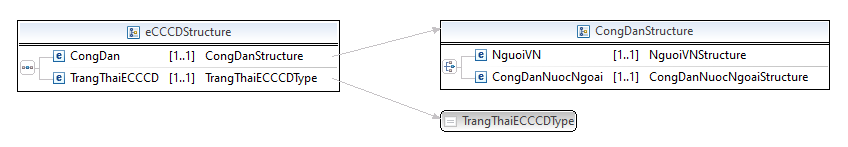 eCCCDStructure
CongDan [1..1] CongDanStructure
TrangThaiECCCD [1..1] TrangThaiECCCDType
CongDanStructure
NguoiVN [1..1] NguoiVNStructure
CongDanNuocNgoai [1..1] CongDanNuocNgoaiStructure
TrangThaiECCCDType